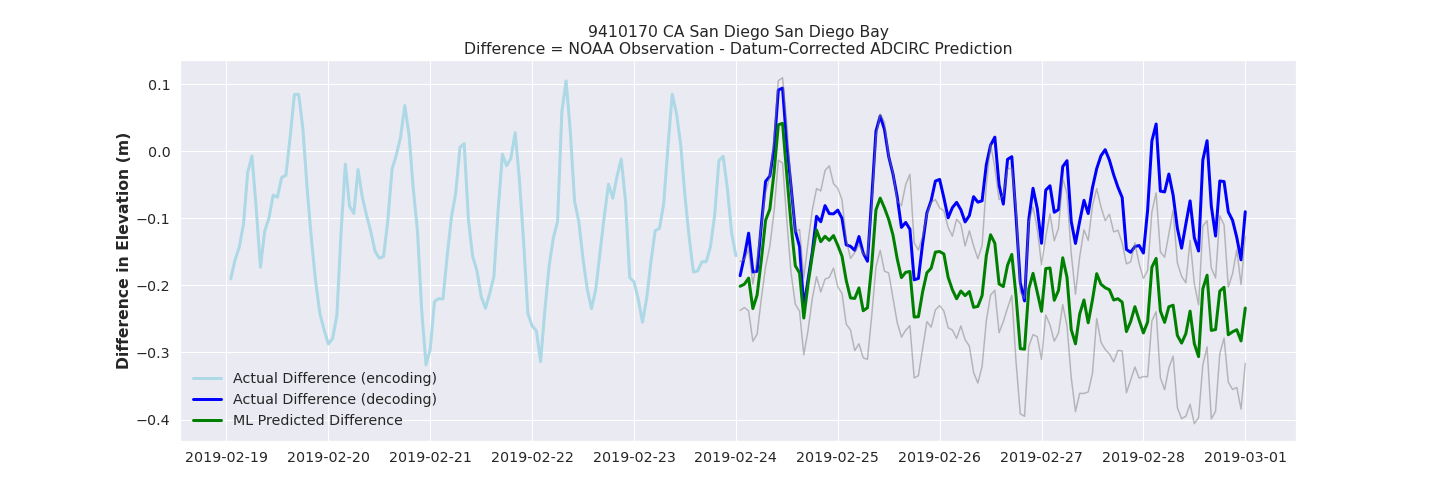 9410170 CA San Diego San Diego Bay
Difference = NOAA Observation - Datum-Corrected ADCIRC Prediction
Difference in Elevation (m)
0.1
0.0
−0.1
−0.2
−0.3
−0.4
Actual Difference (encoding)
Actual Difference (decoding)
ML Predicted Difference
2019-02-19 2019-02-20 2019-02-21 2019-02-22 2019-02-23 2019-02-24 2019-02-25 2019-02-26 2019-02-27 2019-02-28 2019-03-01